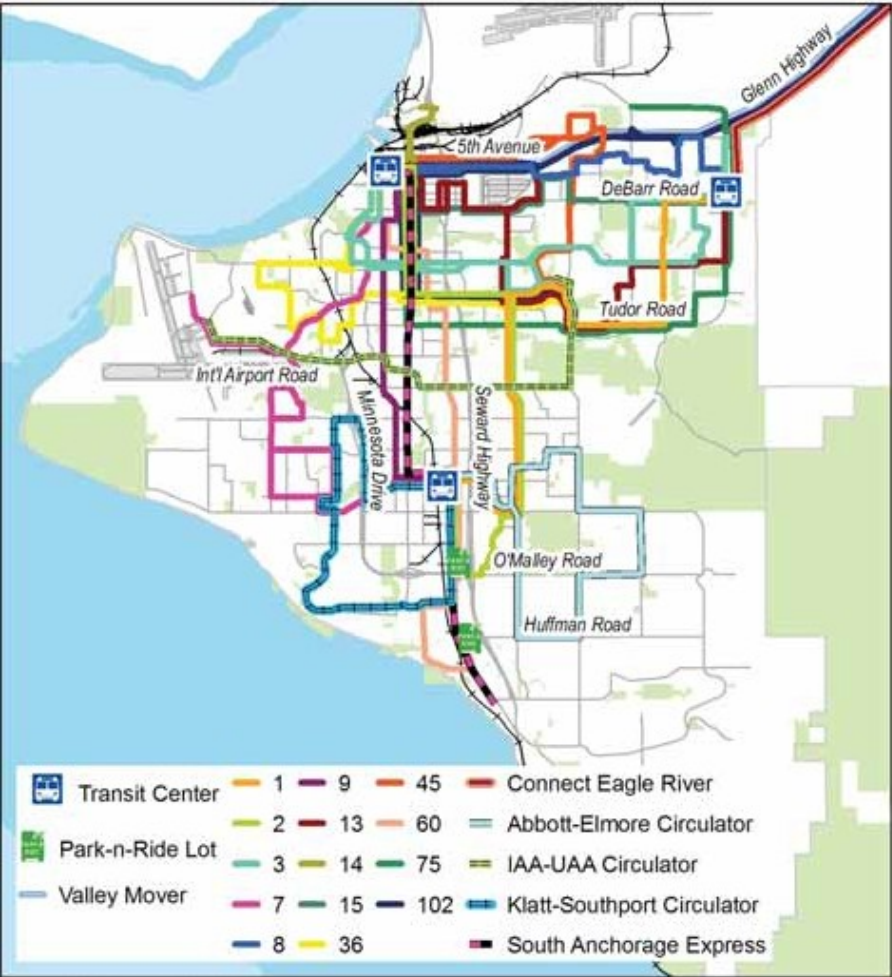 Glenn Highway
5th Avenue
DeBarr Road
Tudor Road
Int'l Airport Road
Minnesota Drive
Seward Highway
O'Malley Road
Huffman Road
Transit Center
Park-n-Ride Lot
Valley Mover
1
2
3
7
8
9
13
14
15
36
45
60
75
102
Connect Eagle River
Abbott-Elmore Circulator
IAA-UAA Circulator
Klatt-Southport Circulator
South Anchorage Express